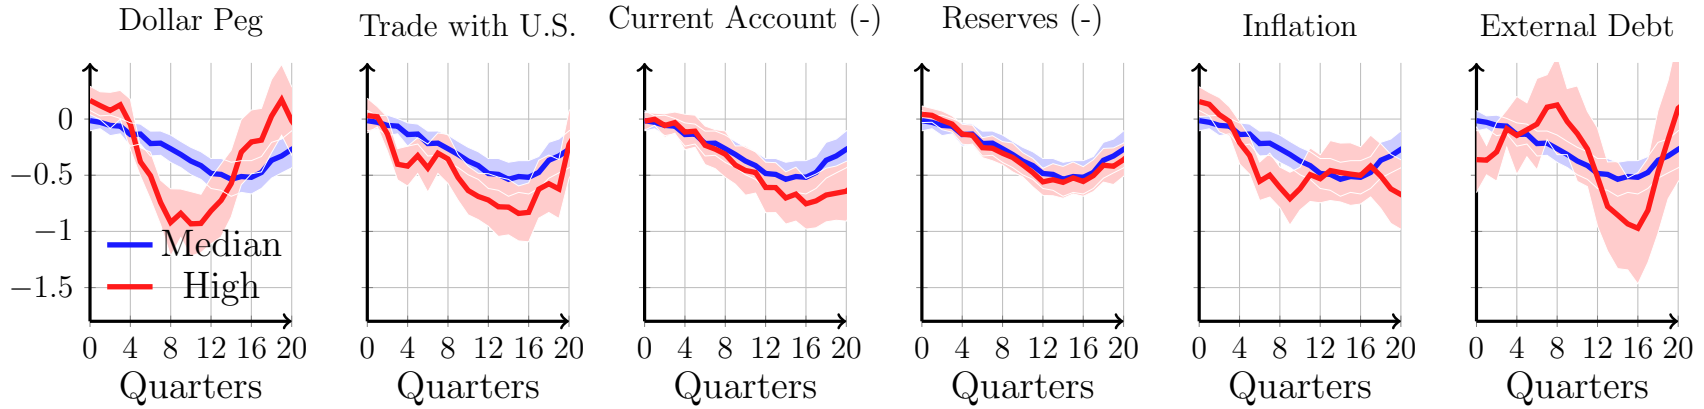 Dollar Peg
Trade with U.S.
Current Account (-)
Reserves (-)
Inflation
External Debt
0
−0.5
−1
−1.5
Median
High
0 4 8 12 16 20
0 4 8 12 16 20
0 4 8 12 16 20
0 4 8 12 16 20
0 4 8 12 16 20
0 4 8 12 16 20
Quarters
Quarters
Quarters
Quarters
Quarters
Quarters